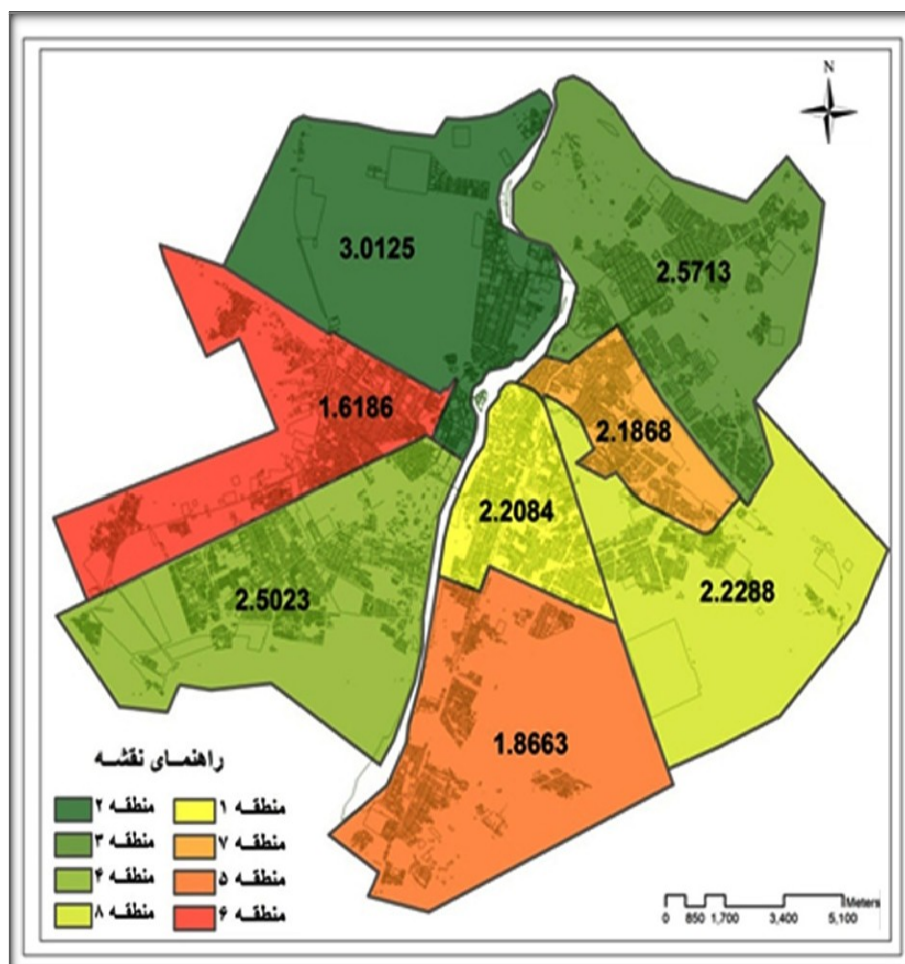 N
3.0125
2.5713
1.6186
2.1868
2.2084
2.5023
2.2288
1.8663
راهنمای نقشه
منطقه ۲
منطقه ۱
منطقه ۳
منطقه ۷
منطقه ۴
منطقه ۵
منطقه ۸
منطقه ۶
Meters
0 850 1,700 3,400 5,100